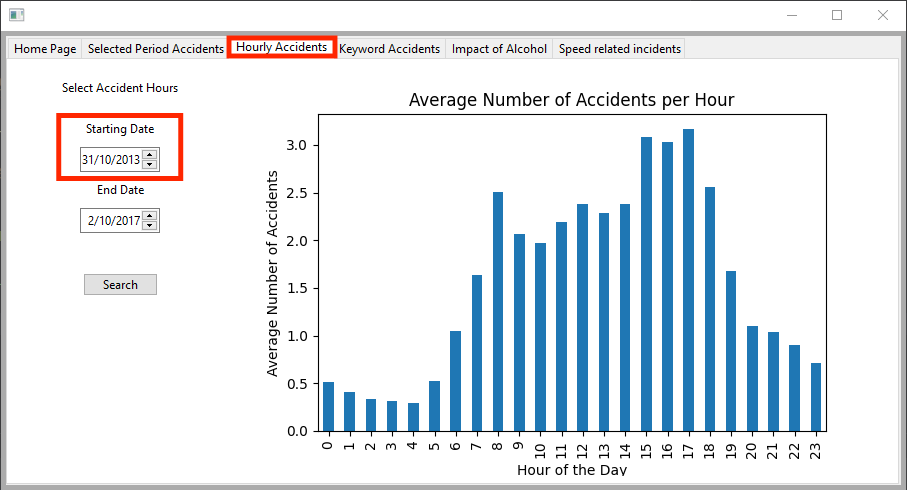 Home Page Selected Period Accidents Hourly Accidents Keyword Accidents Impact of Alcohol Speed related incidents
Select Accident Hours
Starting Date
31/10/2013
End Date
2/10/2017
Search
Average Number of Accidents per Hour
Average Number of Accidents
3.0
2.5
2.0
1.5
1.0
0.5
0.0
0 1 2 3 4 5 6 7 8 9 10 11 12 13 14 15 16 17 18 19 20 21 22 23
Hour of the Day